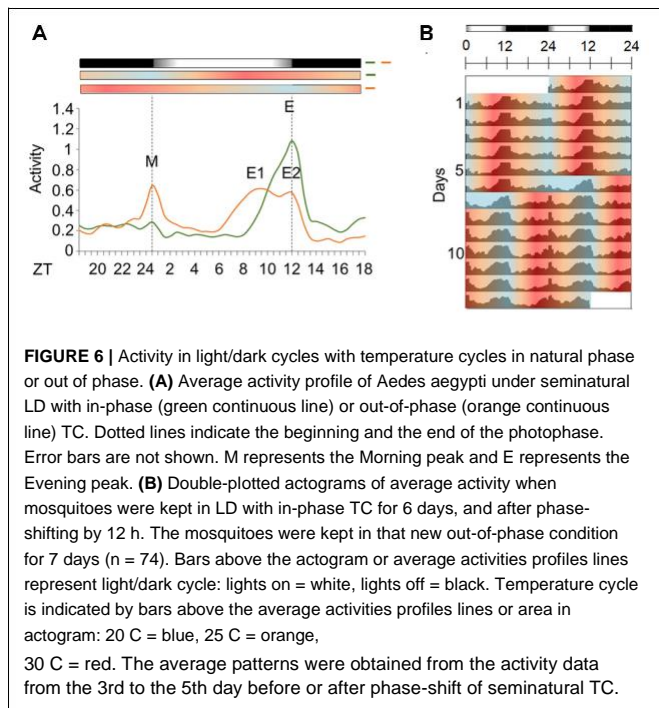 A
B
0 12 24 12 24
E
1.4
1.2
1
0.8
0.6
0.4
0.2
0
Activity
M
E1
E2
ZT 20 22 24 2 4 6 8 10 12 14 16 18
Days
1
5
10
FIGURE 6 | Activity in light/dark cycles with temperature cycles in natural phase
or out of phase. (A) Average activity profile of Aedes aegypti under seminatural
LD with in-phase (green continuous line) or out-of-phase (orange continuous
line) TC. Dotted lines indicate the beginning and the end of the photophase.
Error bars are not shown. M represents the Morning peak and E represents the
Evening peak. (B) Double-plotted actograms of average activity when
mosquitoes were kept in LD with in-phase TC for 6 days, and after phase-
shifting by 12 h. The mosquitoes were kept in that new out-of-phase condition
for 7 days (n = 74). Bars above the actogram or average activities profiles lines
represent light/dark cycle: lights on = white, lights off = black. Temperature cycle
is indicated by bars above the average activities profiles lines or area in
actogram: 20 C = blue, 25 C = orange,
30 C = red. The average patterns were obtained from the activity data
from the 3rd to the 5th day before or after phase-shift of seminatural TC.